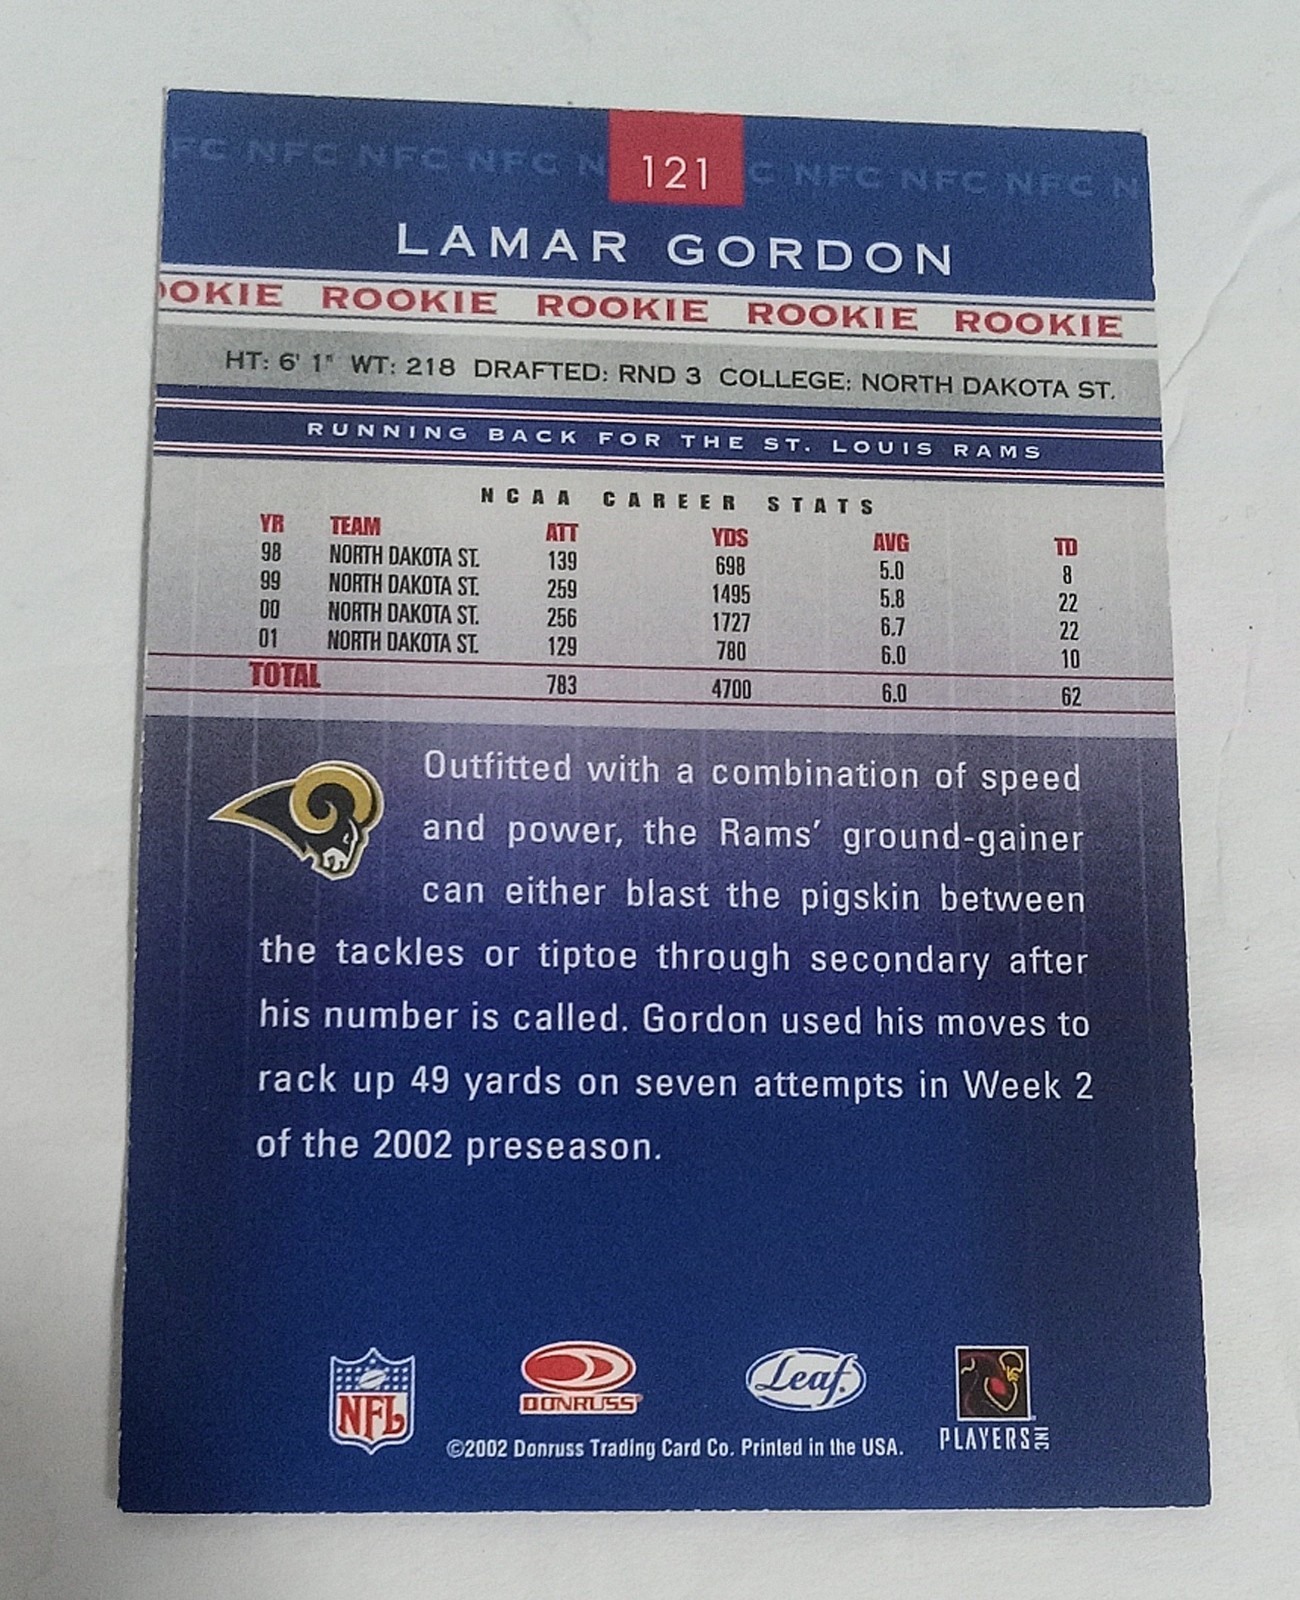 FC NFC NFC NFC N 121 C NFC NFC NFC N
LAMAR GORDON
OOKIE ROOKIE ROOKIE ROOKIE ROOKIE
HT: 6' 1" WT: 218 DRAFTED: RND 3 COLLEGE: NORTH DAKOTA ST.
RUNNING BACK FOR THE ST. LOUIS RAMS
NCAA CAREER STATS
YR TEAM ATT YDS AVG TD
98 NORTH DAKOTA ST. 139 698 5.0 8
99 NORTH DAKOTA ST. 259 1495 5.8 22
00 NORTH DAKOTA ST. 256 1727 6.7 22
01 NORTH DAKOTA ST. 129 780 6.0 10
TOTAL 783 4700 6.0 62
Outfitted with a combination of speed
and power, the Rams' ground-gainer
can either blast the pigskin between
the tackles or tiptoe through secondary after
his number is called. Gordon used his moves to
rack up 49 yards on seven attempts in Week 2
of the 2002 preseason.
NFL DONRUSS Leaf PLAYERS INC
©2002 Donruss Trading Card Co. Printed in the USA.